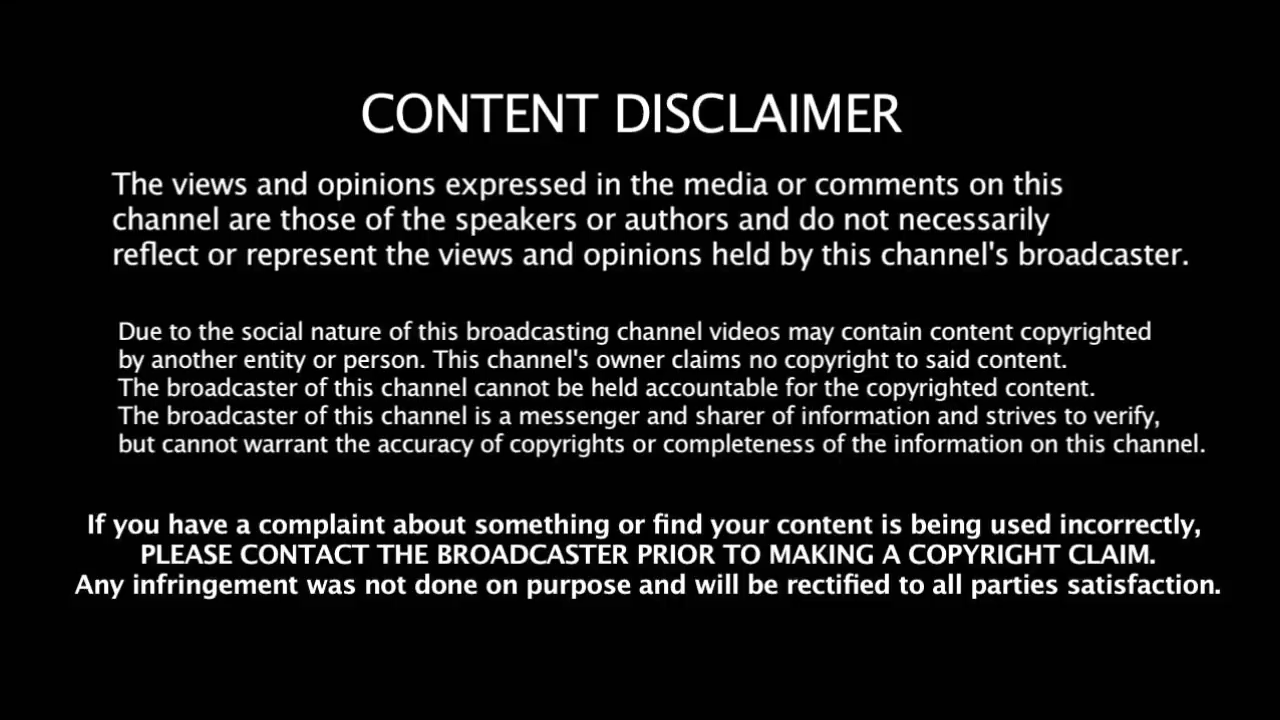 CONTENT DISCLAIMER
The views and opinions expressed in the media or comments on this
channel are those of the speakers or authors and do not necessarily
reflect or represent the views and opinions held by this channel's broadcaster.
Due to the social nature of this broadcasting channel videos may contain content copyrighted
by another entity or person. This channel's owner claims no copyright to said content.
The broadcaster of this channel cannot be held accountable for the copyrighted content.
The broadcaster of this channel is a messenger and sharer of information and strives to verify,
but cannot warrant the accuracy of copyrights or completeness of the information on this channel.
If you have a complaint about something or find your content is being used incorrectly,
PLEASE CONTACT THE BROADCASTER PRIOR TO MAKING A COPYRIGHT CLAIM.
Any infringement was not done on purpose and will be rectified to all parties satisfaction.